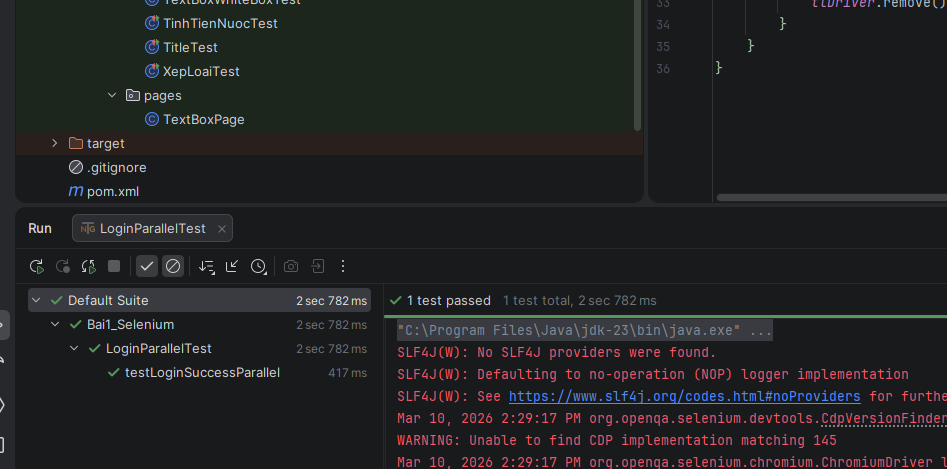 TextBoxWhiteBoxTest
TinhTienNuocTest
TitleTest
XepLoaiTest
pages
TextBoxPage
target
.gitignore
pom.xml
33 tlDriver.remove()
34 }
35 }
36 }
Run LoginParallelTest
Default Suite 2 sec 782 ms
Bai1_Selenium 2 sec 782 ms
LoginParallelTest 2 sec 782 ms
testLoginSuccessParallel 417 ms
1 test passed 1 test total, 2 sec 782 ms
"C:\Program Files\Java\jdk-23\bin\java.exe" ...
SLF4J(W): No SLF4J providers were found.
SLF4J(W): Defaulting to no-operation (NOP) logger implementation
SLF4J(W): See https://www.slf4j.org/codes.html#noProviders for furthe
Mar 10, 2026 2:29:17 PM org.openqa.selenium.devtools.CdpVersionFinder
WARNING: Unable to find CDP implementation matching 145
Mar 10, 2026 2:29:17 PM org.openqa.selenium.chromium.ChromiumDriver